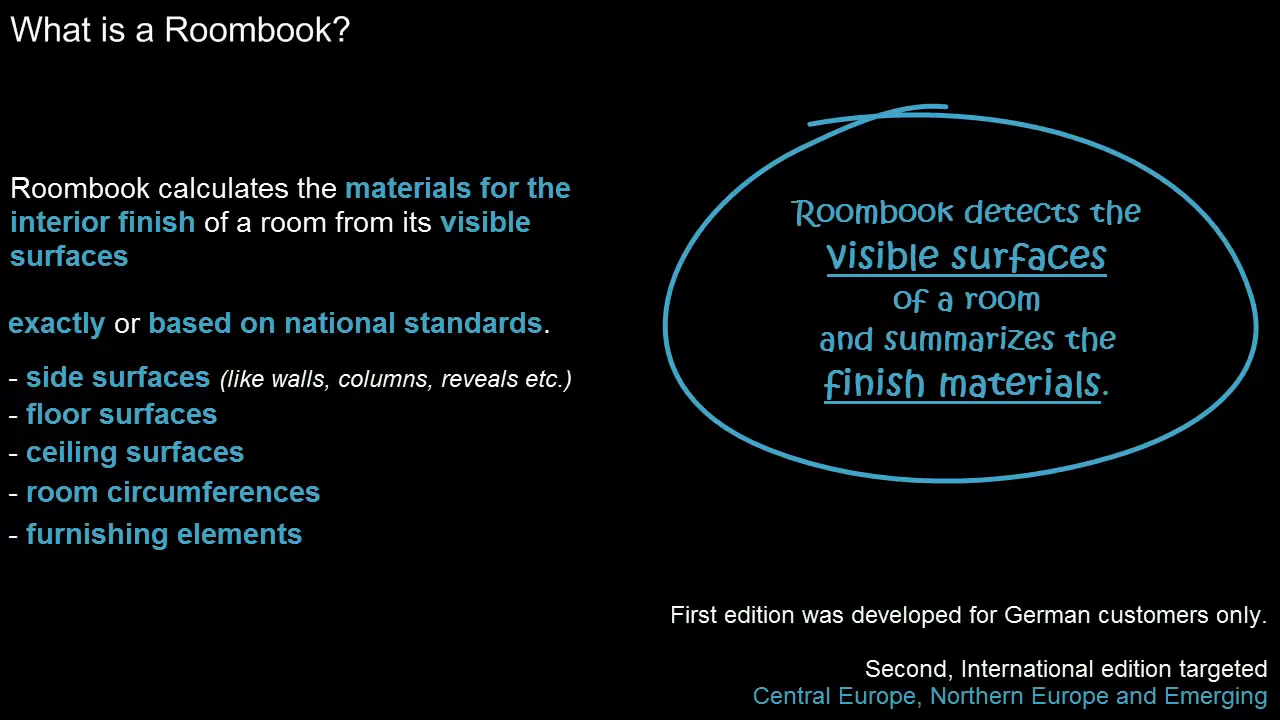 What is a Roombook?
Roombook calculates the materials for the
interior finish of a room from its visible
surfaces
exactly or based on national standards.
- side surfaces (like walls, columns, reveals etc.)
- floor surfaces
- ceiling surfaces
- room circumferences
- furnishing elements
Roombook detects the
visible surfaces
of a room
and summarizes the
finish materials.
First edition was developed for German customers only.
Second, International edition targeted
Central Europe, Northern Europe and Emerging